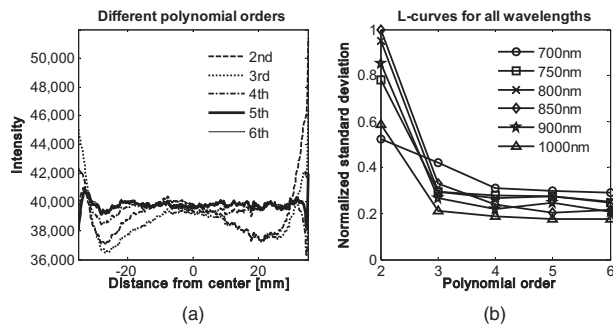 Different polynomial orders
52,000
50,000
48,000
46,000
44,000
42,000
40,000
38,000
36,000
Intensity
2nd
3rd
4th
5th
6th
-20
0
20
Distance from center [mm]
(a)
L-curves for all wavelengths
1
0.8
0.6
0.4
0.2
0
Normalized standard deviation
700nm
750nm
800nm
850nm
900nm
1000nm
2
3
4
5
6
Polynomial order
(b)